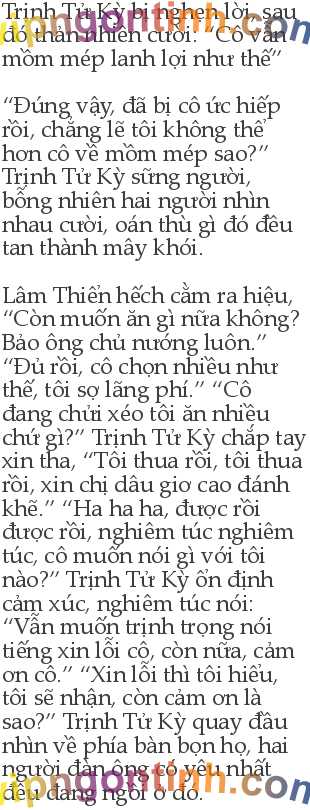 Trịnh Tử Kỳ bị nghẹn lời, sau
đó thản nhiên cười. "Cô vẫn
mồm mép lanh lợi như thế”
“Đúng vậy, đã bị cô ức hiếp
rồi, chẳng lẽ tôi không thể
hơn cô về mồm mép sao?”
Trịnh Tử Kỳ sững người,
bỗng nhiên hai người nhìn
nhau cười, oán thù gì đó đều
tan thành mây khói.
Lâm Thiển hếch cằm ra hiệu,
“Còn muốn ăn gì nữa không?
Bảo ông chủ nướng luôn.”
“Đủ rồi, cô chọn nhiều như
thế, tôi sợ lãng phí.” “Cô
đang chửi xéo tôi ăn nhiều
chứ gì?” Trịnh Tử Kỳ chắp tay
xin tha, “Tôi thua rồi, tôi thua
rồi, xin chị dâu giơ cao đánh
khẽ.” “Ha ha ha, được rồi
được rồi, nghiêm túc nghiêm
túc, cô muốn nói gì với tôi
nào?” Trịnh Tử Kỳ ổn định
cảm xúc, nghiêm túc nói:
“Vẫn muốn trịnh trọng nói
tiếng xin lỗi cô, còn nữa, cảm
ơn cô.” “Xin lỗi thì tôi hiểu,
tôi sẽ nhận, còn cảm ơn là
sao?” Trịnh Tử Kỳ quay đầu
nhìn về phía bàn bọn họ, hai
người đàn ông cô yêu nhất
đều đang ngồi ở đó.